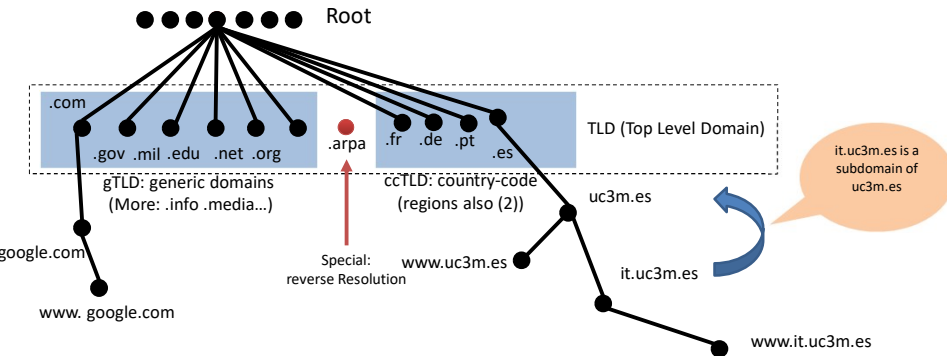 Root
.com
.gov
.mil
.edu
.net
.org
.arpa
.fr
.de
.pt
.es
TLD (Top Level Domain)
gTLD: generic domains
(More: .info .media…)
ccTLD: country-code
(regions also (2))
Special:
reverse Resolution
google.com
www. google.com
uc3m.es
www.uc3m.es
it.uc3m.es
www.it.uc3m.es
it.uc3m.es is a
subdomain of
uc3m.es